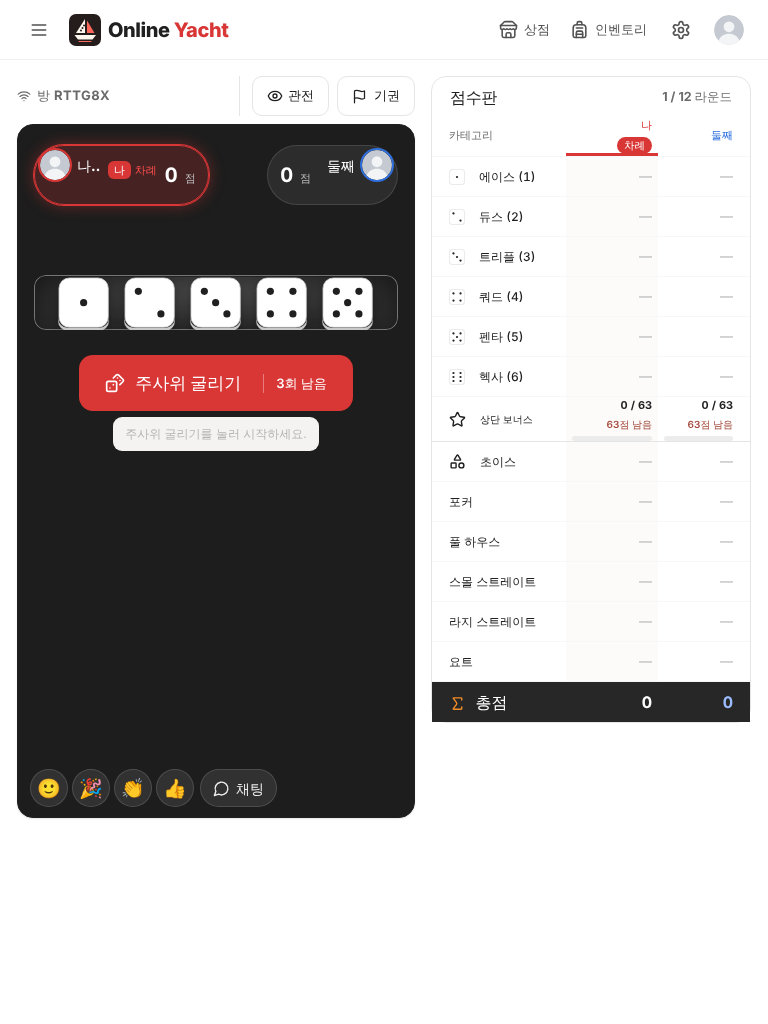 Online Yacht
상점
인벤토리
방 RTTG8X
관전
기권
나..
나
차례
0 점
0 점
둘째
주사위 굴리기
3회 남음
주사위 굴리기를 눌러 시작하세요.
채팅
점수판
1 / 12 라운드
카테고리
나
차례
둘째
에이스 (1) — —
듀스 (2) — —
트리플 (3) — —
쿼드 (4) — —
펜타 (5) — —
헥사 (6) — —
상단 보너스
0 / 63 0 / 63
63점 남음 63점 남음
초이스 — —
포커 — —
풀 하우스 — —
스몰 스트레이트 — —
라지 스트레이트 — —
요트 — —
Σ 총점 0 0